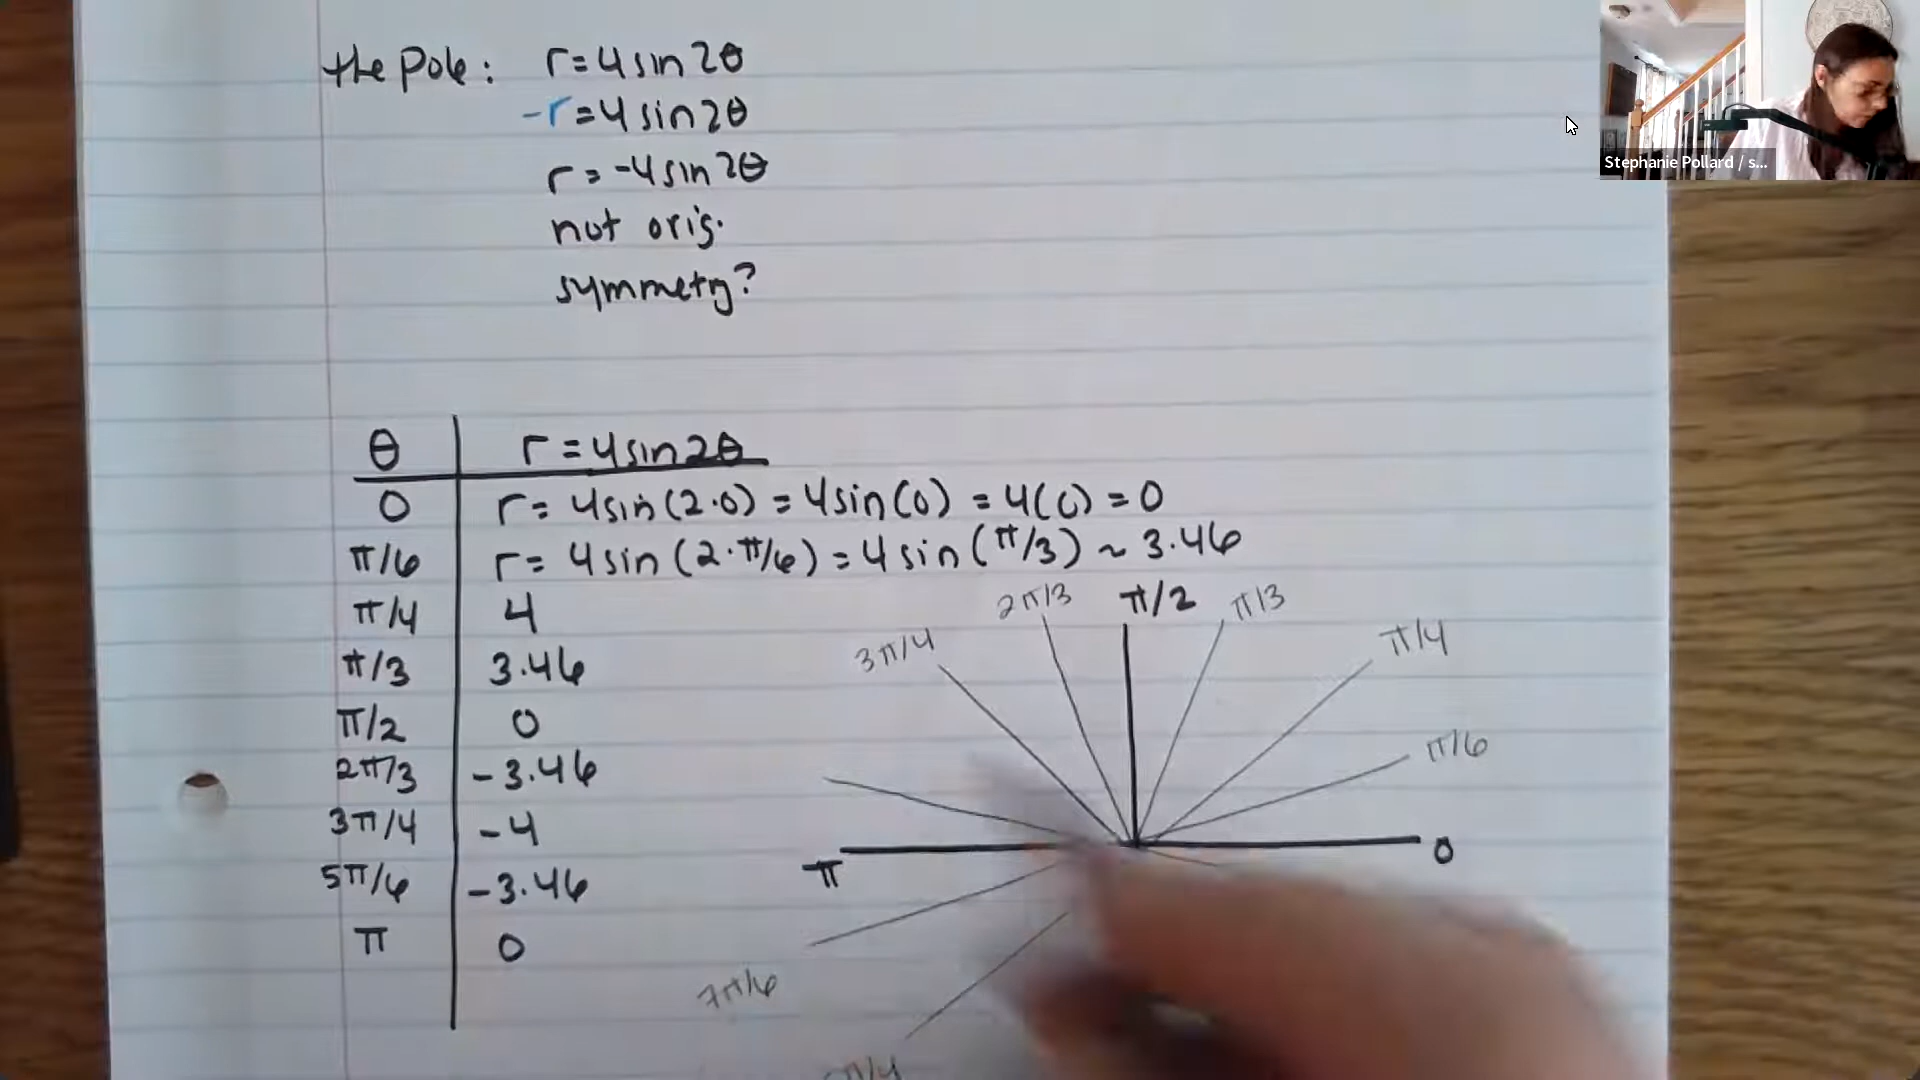 the pole: r=4sin2θ
-r=4sin2θ
r=-4sin2θ
not orig.
symmetry?
Stephanie Pollard / s...
θ r=4sin2θ
0 r= 4sin(2·0)=4sin(0) =4(0)=0
π/6 r= 4sin(2·π/6)=4sin(π/3)~3.46
π/4 4
π/3 3.46
π/2 0
2π/3 -3.46
3π/4 -4
5π/6 -3.46
π 0
2π/3 π/2 π/3
3π/4 π/4
π/6
π 0
7π/6